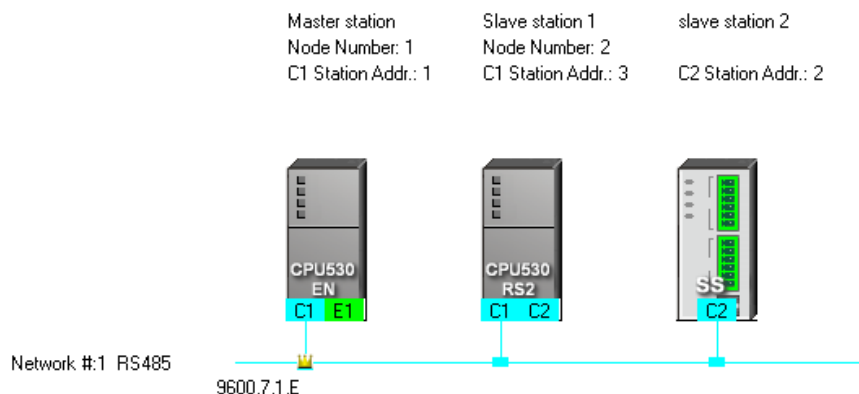 Master station
Node Number: 1
C1 Station Addr.: 1
Slave station 1
Node Number: 2
C1 Station Addr.: 3
slave station 2
C2 Station Addr.: 2
CPU530
EN
C1 E1
CPU530
RS2
C1 C2
SS
C2
Network #:1 RS485
9600.7.1.E